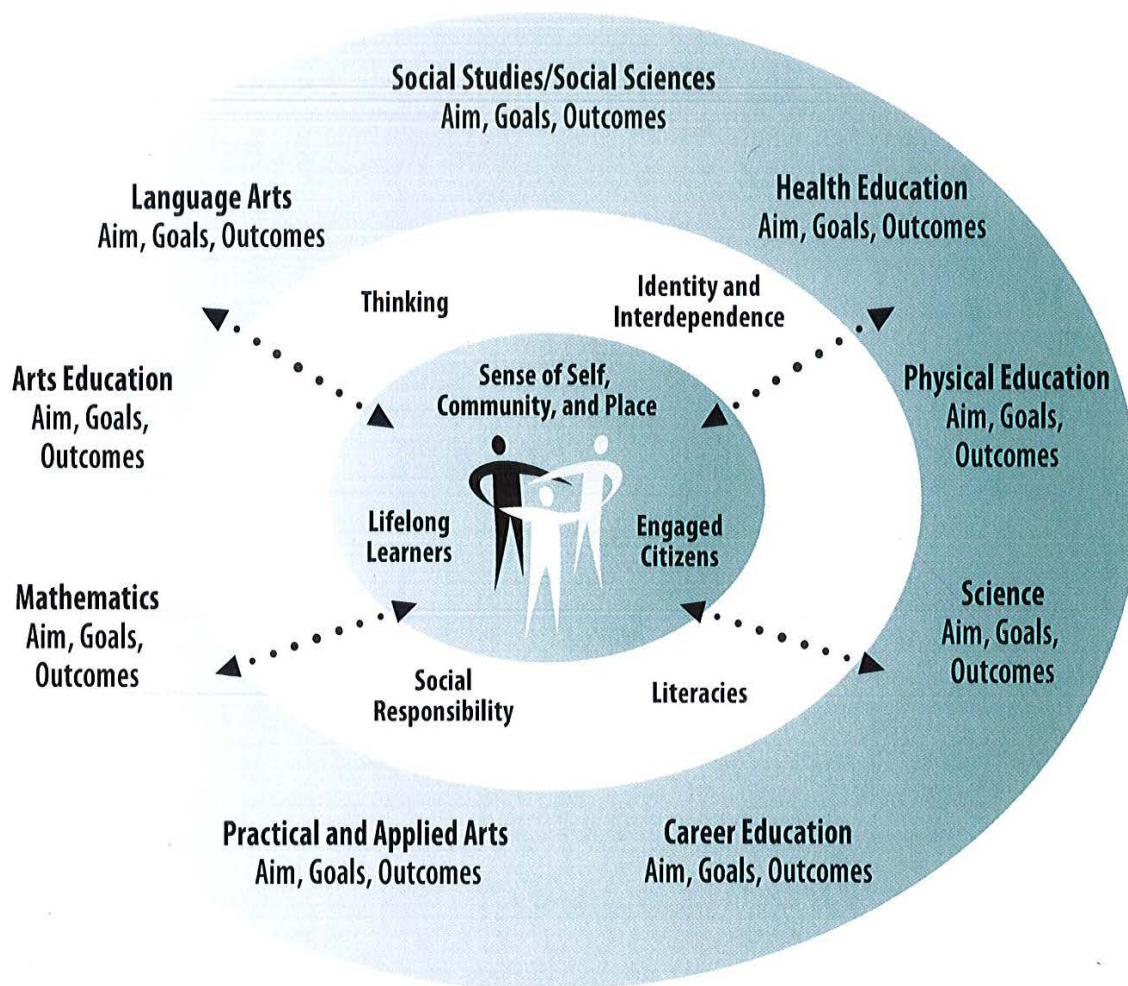 Social Studies/Social Sciences
Aim, Goals, Outcomes
Language Arts
Aim, Goals, Outcomes
Health Education
Aim, Goals, Outcomes
Thinking
Identity and
Interdependence
Arts Education
Aim, Goals,
Outcomes
Sense of Self,
Community, and Place
Physical Education
Aim, Goals,
Outcomes
Lifelong
Learners
Engaged
Citizens
Mathematics
Aim, Goals,
Outcomes
Science
Aim, Goals,
Outcomes
Social
Responsibility
Literacies
Practical and Applied Arts
Aim, Goals, Outcomes
Career Education
Aim, Goals, Outcomes